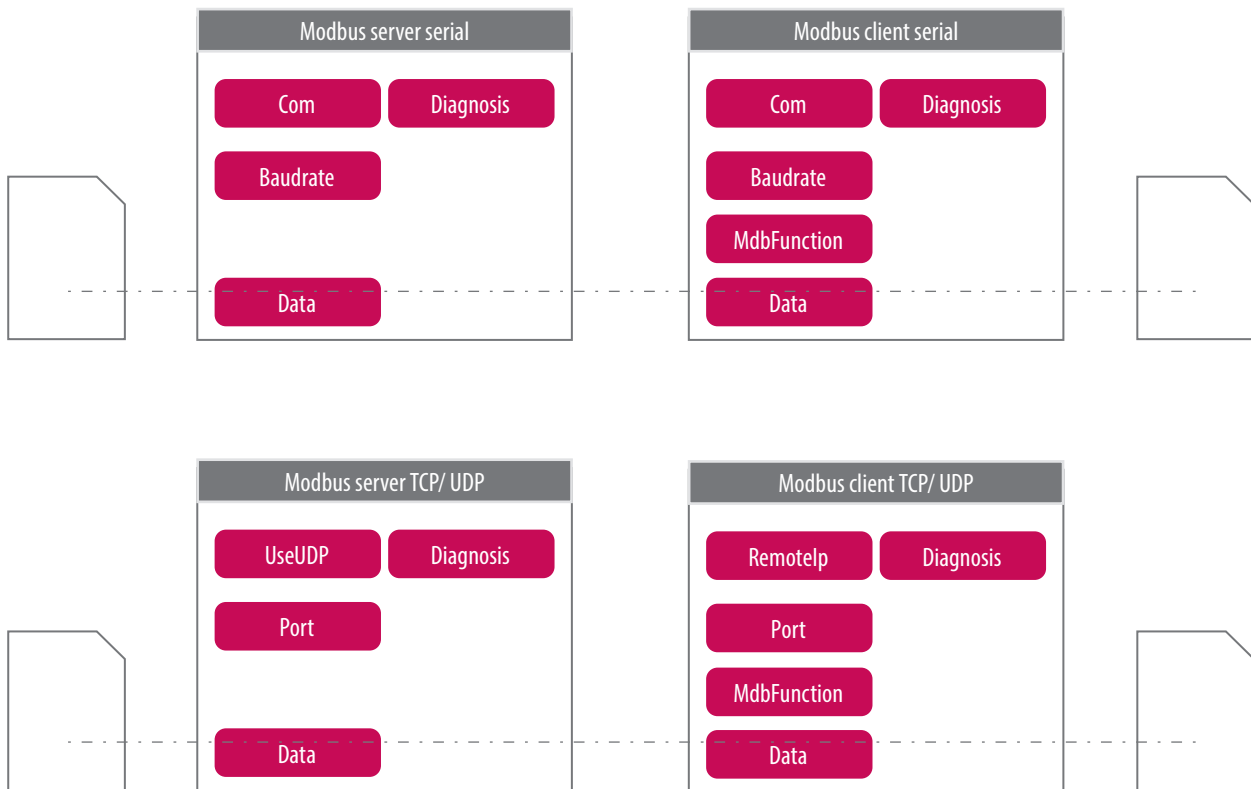 Modbus server serial
Com
Diagnosis
Baudrate
Data
Modbus client serial
Com
Diagnosis
Baudrate
MdbFunction
Data
Modbus server TCP/ UDP
UseUDP
Diagnosis
Port
Data
Modbus client TCP/ UDP
RemoteIp
Diagnosis
Port
MdbFunction
Data